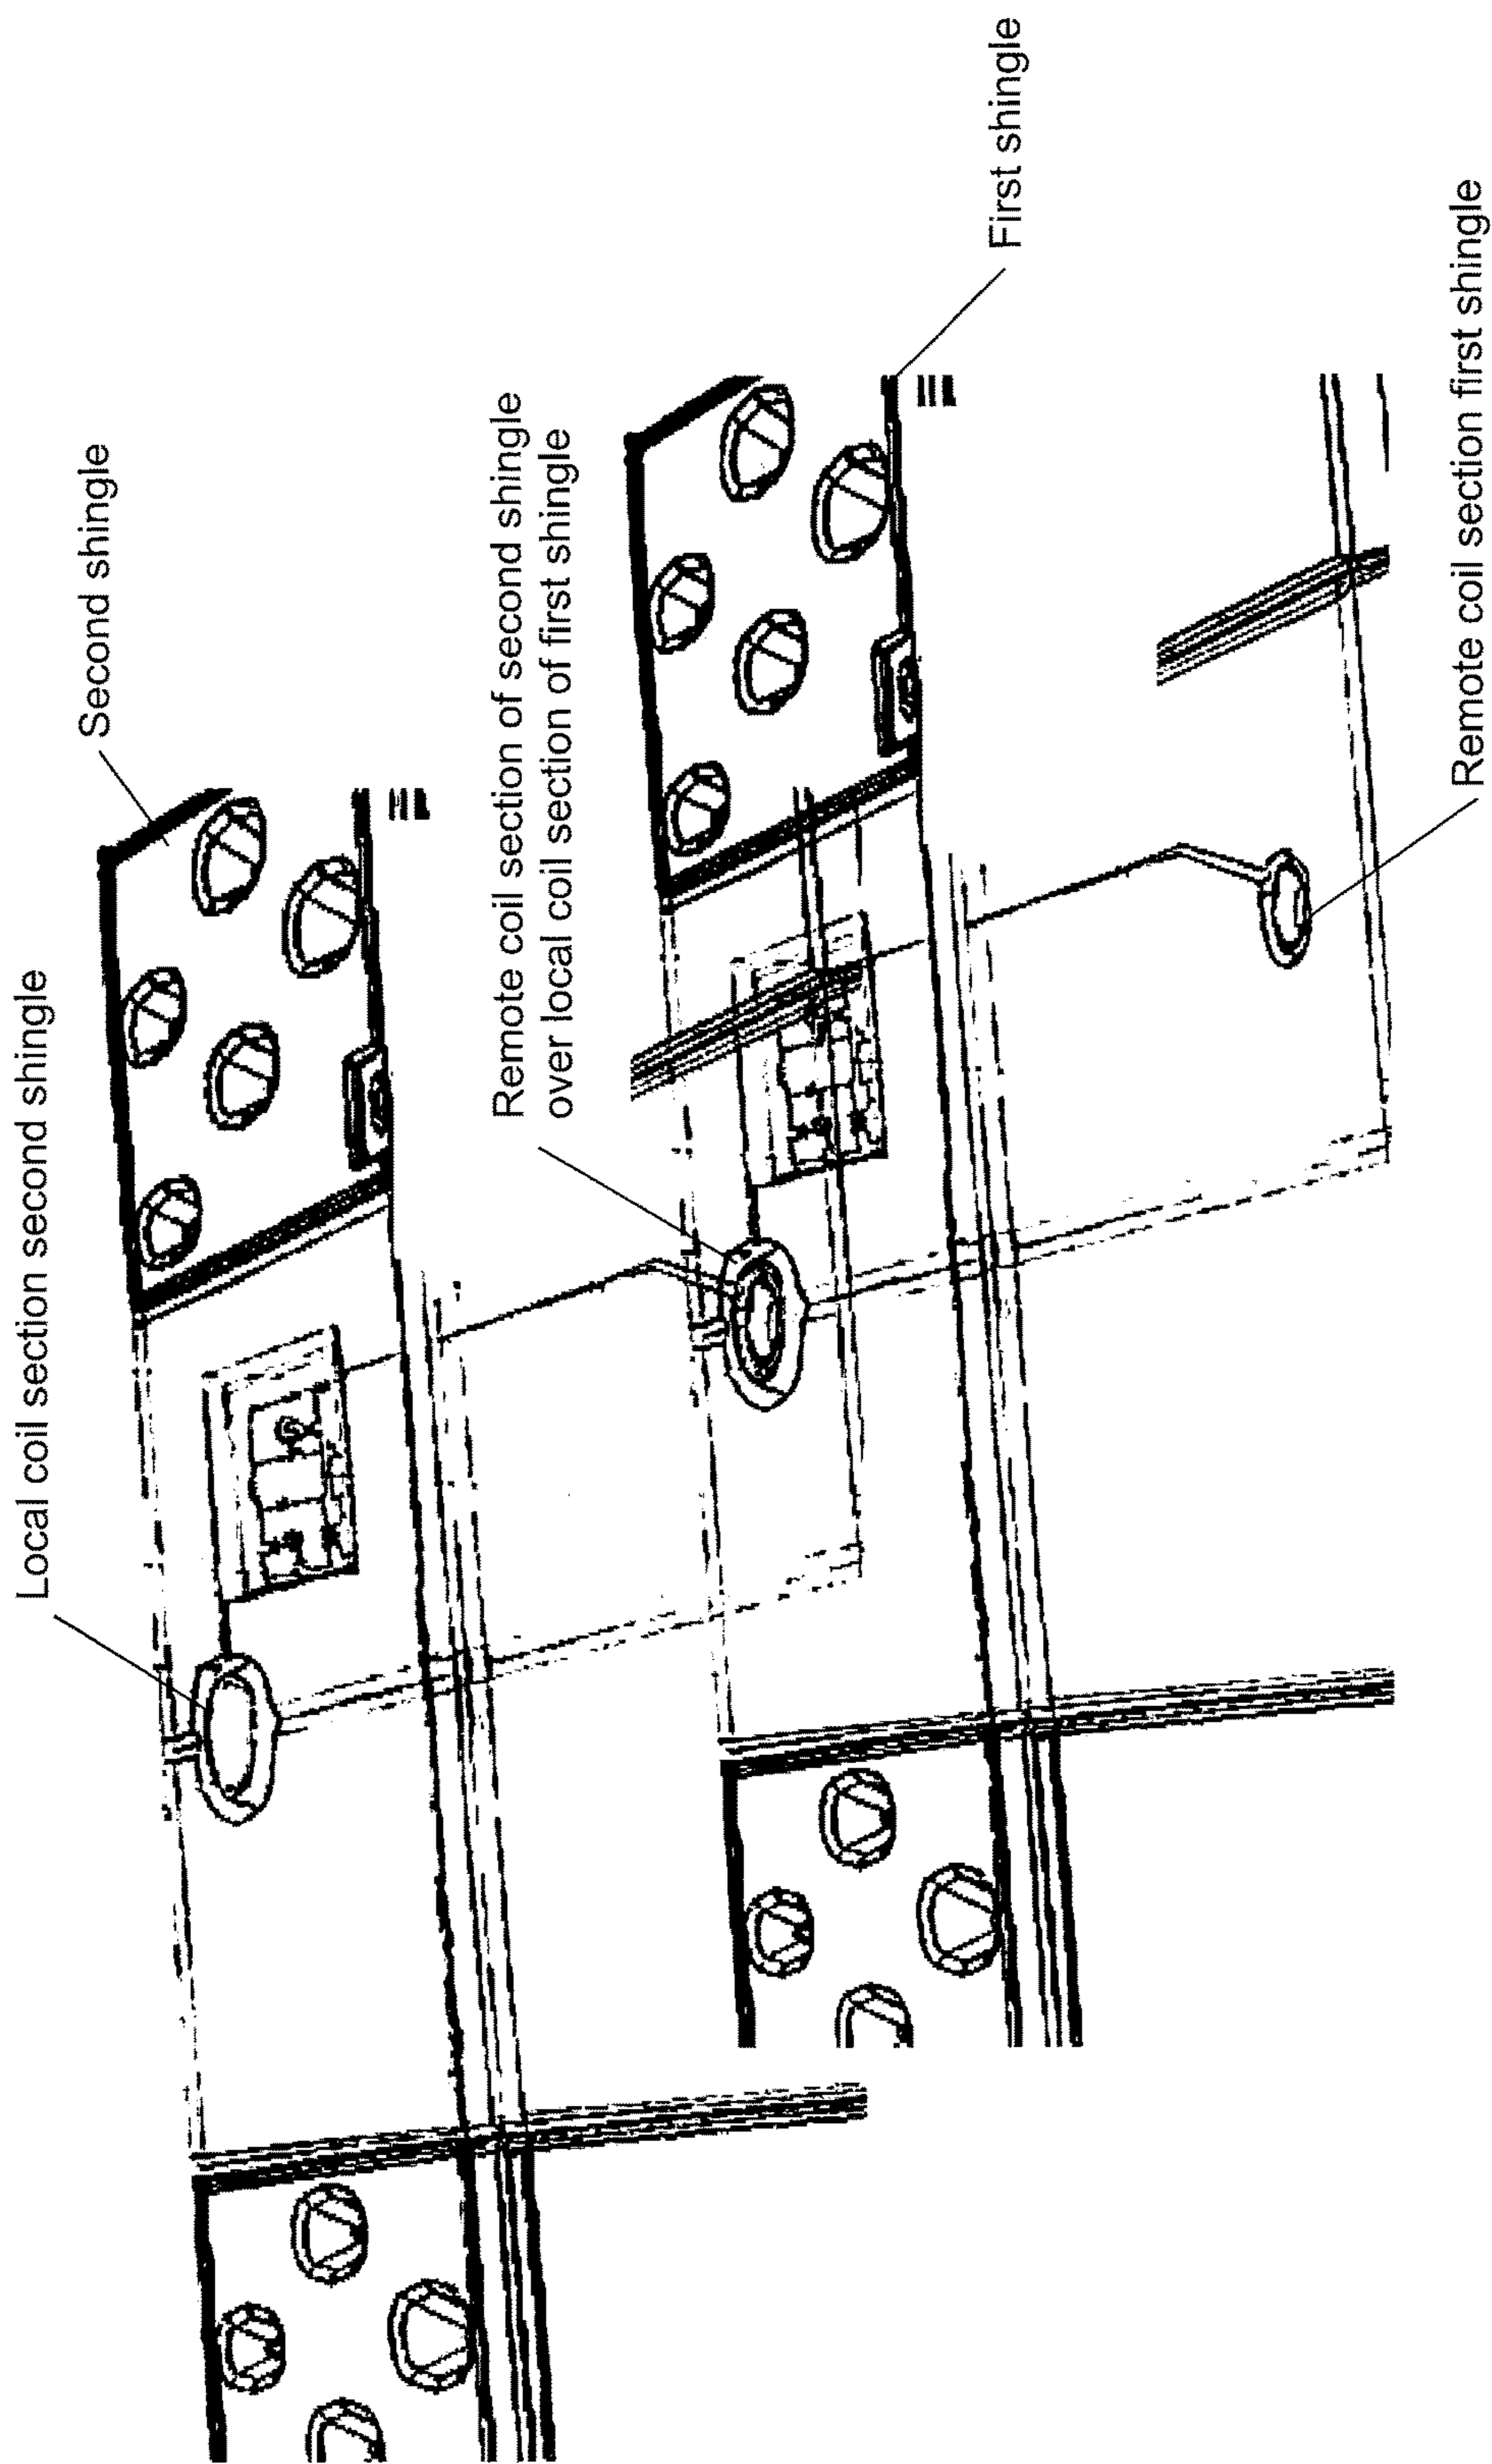 Local coil section second shingle
Second shingle
Remote coil section of second shingle
over local coil section of first shingle
First shingle
Remote coil section first shingle